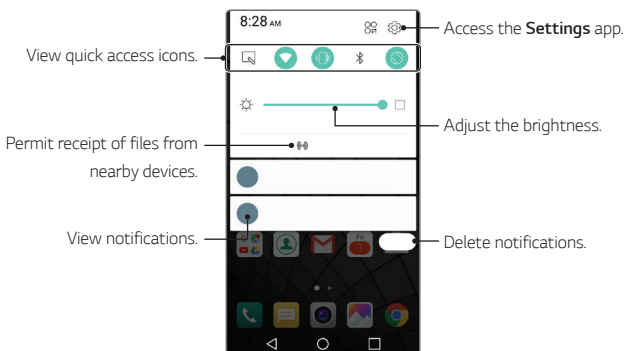 8:28 AM
Access the Settings app.
View quick access icons.
Adjust the brightness.
Permit receipt of files from
nearby devices.
View notifications.
Delete notifications.
Fri